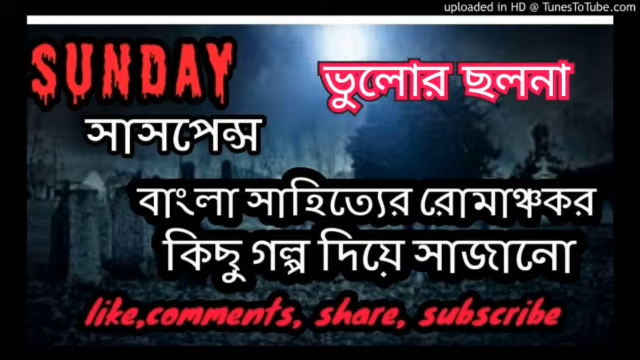 uploaded in HD @ TunesToTube.com
SUNDAY
ভুলোর ছলনা
সাসপেন্স
বাংলা সাহিত্যের রোমাঞ্চকর
কিছু গল্প দিয়ে সাজানো
like,comments, share, subscribe